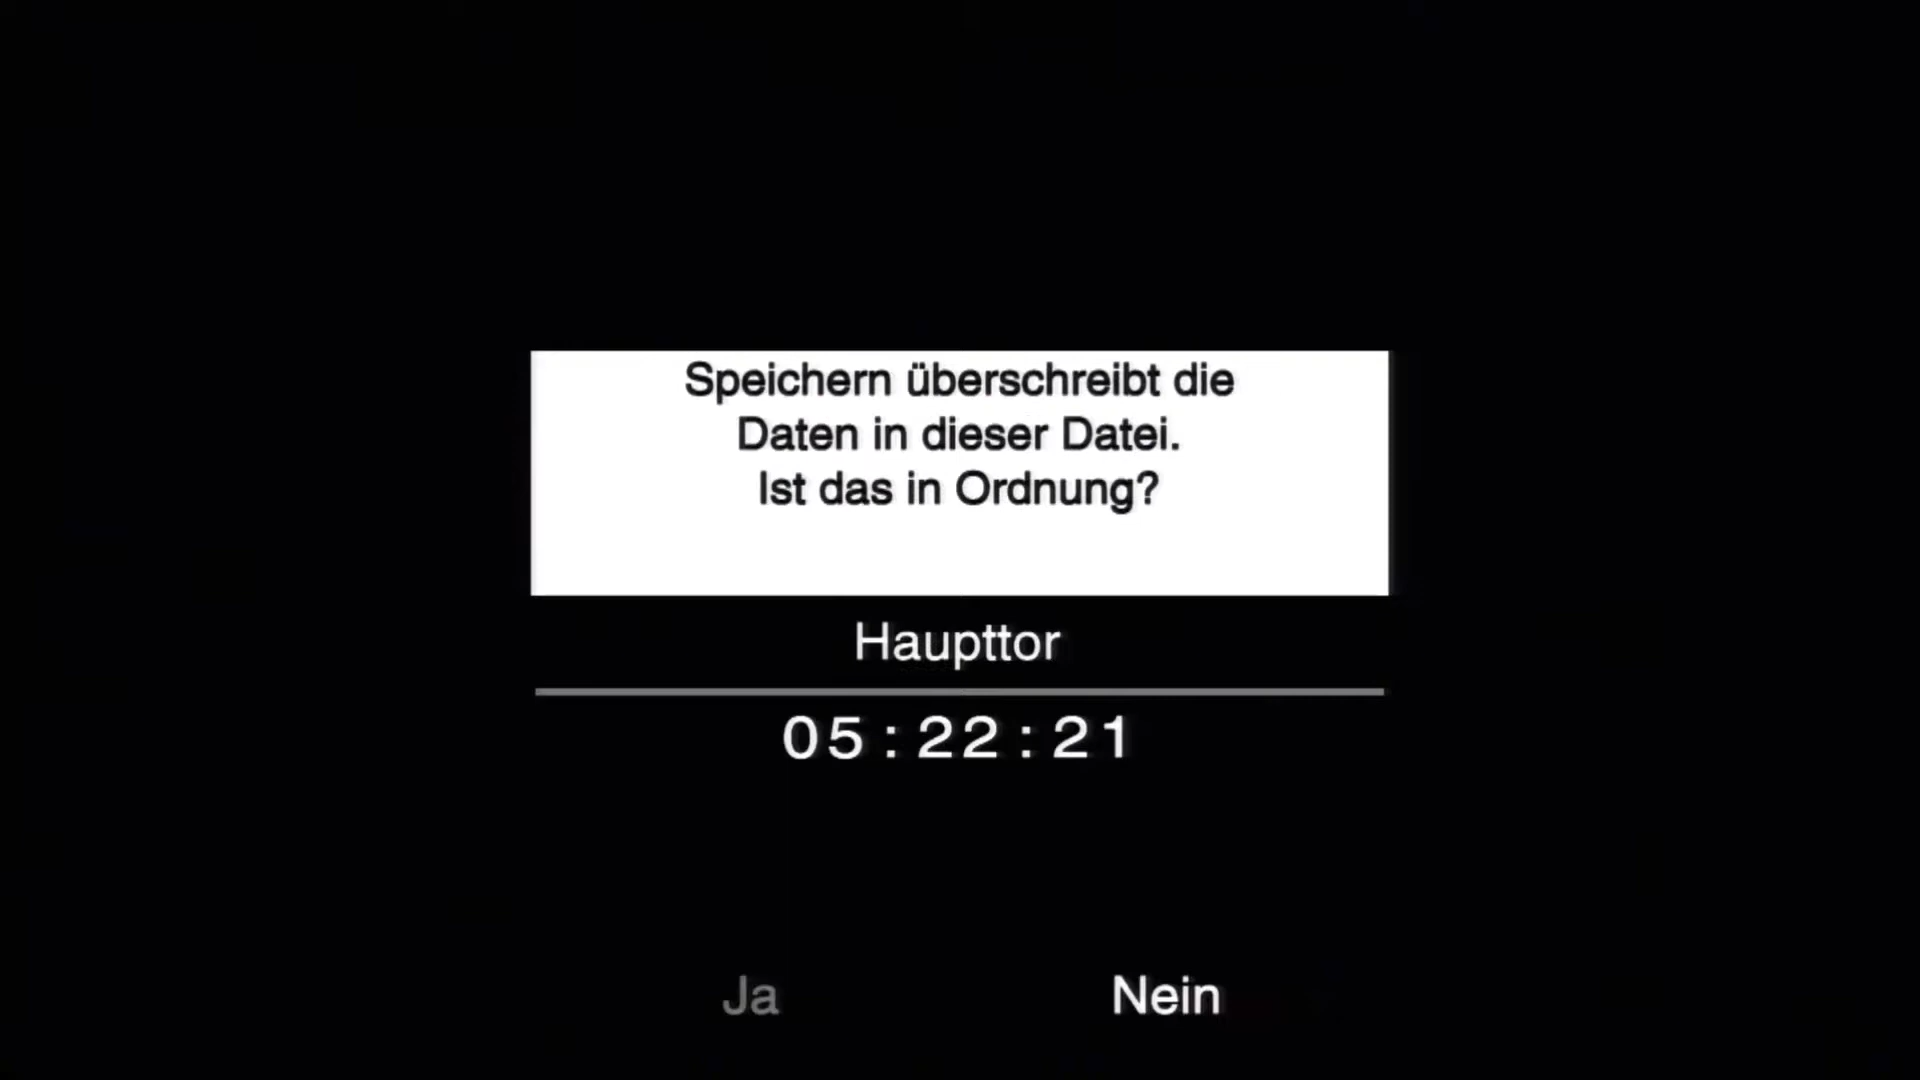 Speichern überschreibt die
Daten in dieser Datei.
Ist das in Ordnung?
Haupttor
05:22:21
Ja Nein